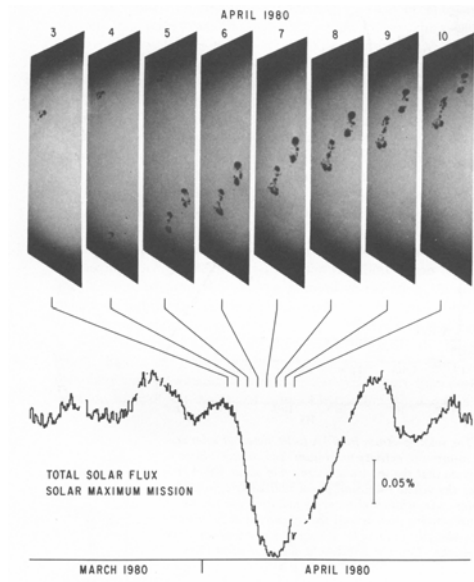 APRIL 1980
3 4 5 6 7 8 9 10
TOTAL SOLAR FLUX
SOLAR MAXIMUM MISSION
0.05%
MARCH 1980 APRIL 1980